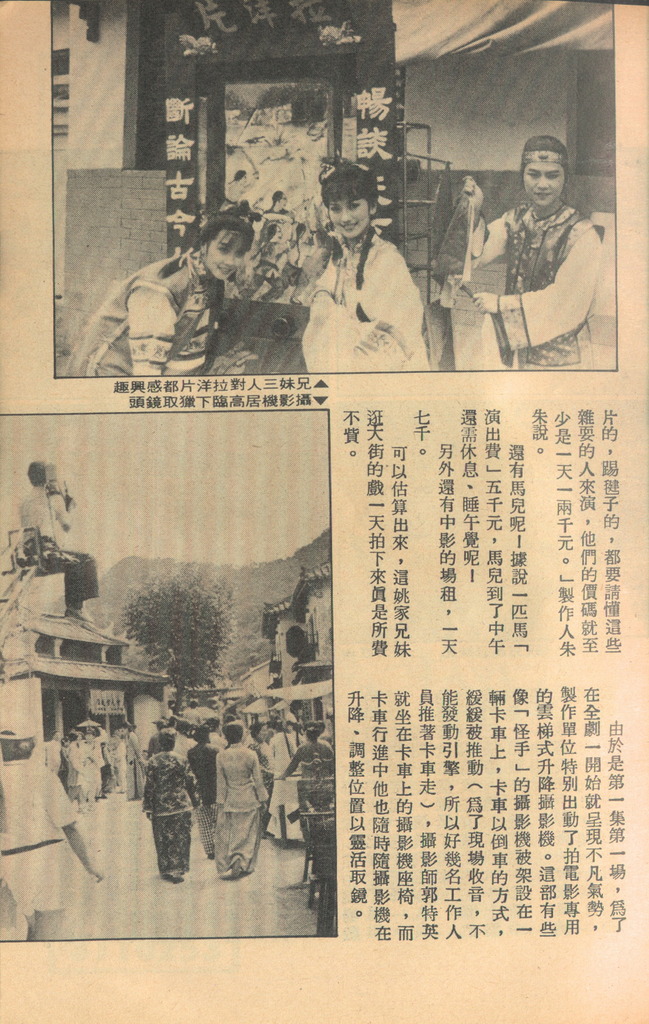 拉洋片
暢談天下
斷論古今
▲兄妹三人對拉洋片都感興趣
▼攝影機居高臨下獵取鏡頭
片的，踢毽子的，都要請懂這些
雜耍的人來演，他們的價碼就至
少是一天一兩千元。」製作人朱
朱說。
還有馬兒呢！據說一匹馬「
演出費」五千元，馬兒到了中午
還需休息、睡午覺呢！
另外還有中影的場租，一天
七千。
可以估算出來，這姚家兄妹
逛大街的戲一天拍下來眞是所費
不貲。
由於是第一集第一場，爲了
在全劇一開始就呈現不凡氣勢，
製作單位特別出動了拍電影專用
的雲梯式升降攝影機。這部有些
像「怪手」的攝影機被架設在一
輛卡車上，卡車以倒車的方式，
緩緩被推動（爲了現場收音，不
能發動引擎，所以好幾名工作人
員推著卡車走），攝影師郭特英
就坐在卡車上的攝影機座椅，而
卡車行進中他也隨時隨攝影機在
升降、調整位置以靈活取鏡。